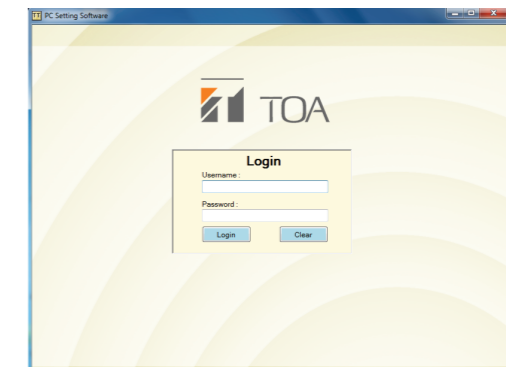 PC Setting Software
TOA
Login
Username :
Password :
Login Clear